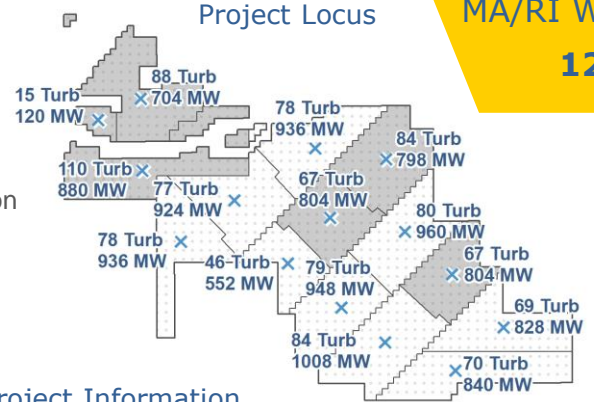 Project Locus
MA/RI W
12
88 Turb
704 MW
15 Turb
120 MW
78 Turb
936 MW
84 Turb
798 MW
110 Turb
880 MW
67 Turb
804 MW
77 Turb
924 MW
on
80 Turb
960 MW
78 Turb
936 MW
46 Turb
552 MW
79 Turb
948 MW
67 Turb
804 MW
69 Turb
828 MW
84 Turb
1008 MW
70 Turb
840 MW
roject Information